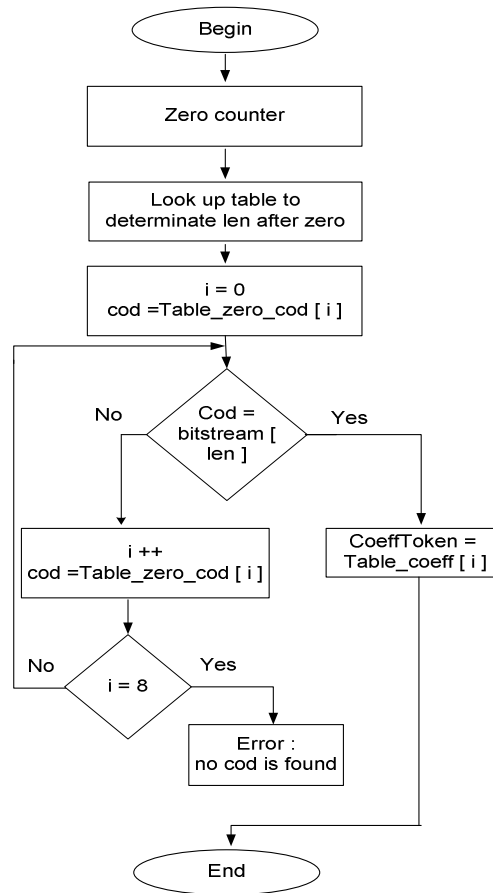 Begin
Zero counter
Look up table to
determinate len after zero
i = 0
cod =Table_zero_cod [ i ]
No
Cod =
bitstream [
len ]
Yes
i ++
cod =Table_zero_cod [ i ]
CoeffToken =
Table_coeff [ i ]
No
i = 8
Yes
Error :
no cod is found
End